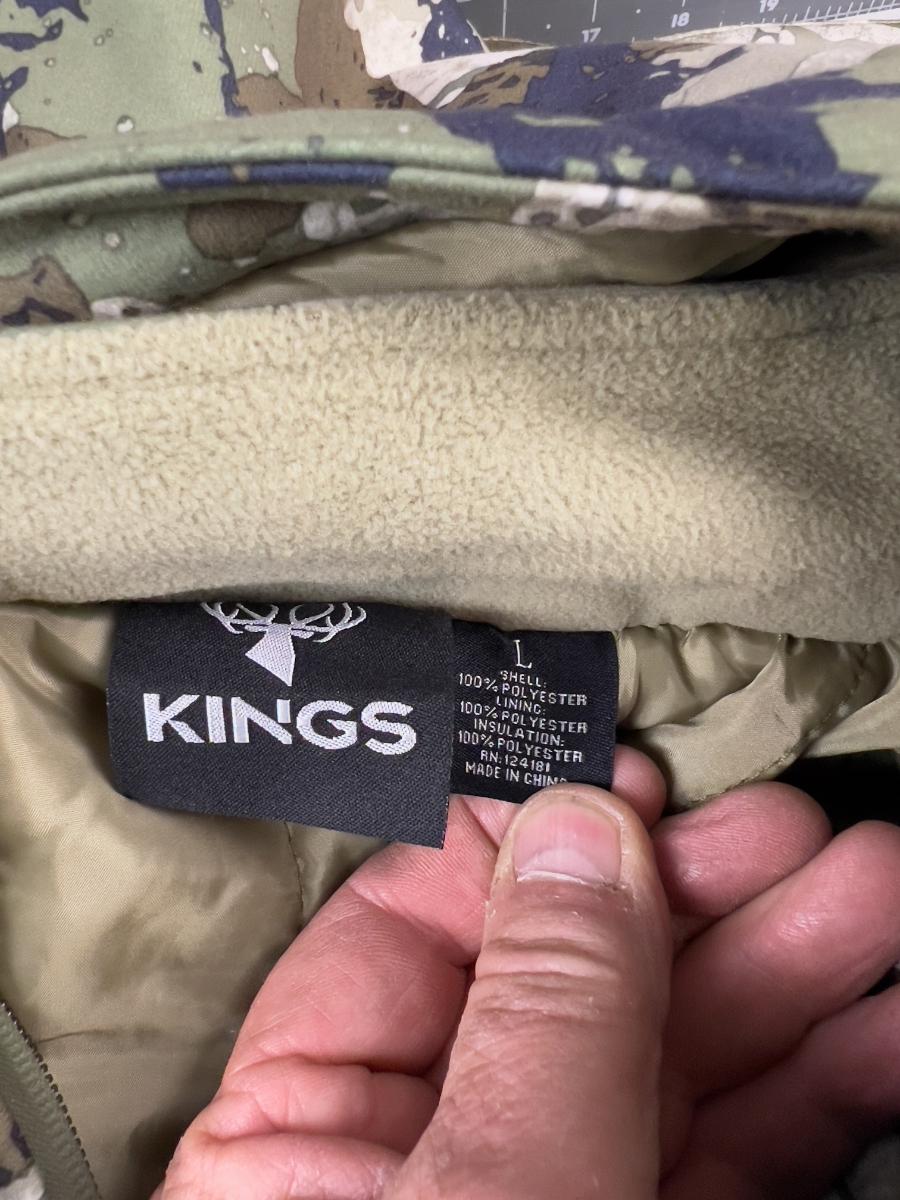 17 18 19
KINGS
L
SHELL:
100% POLYESTER
LINING:
100% POLYESTER
INSULATION:
100% POLYESTER
RN:124181
MADE IN CHINA